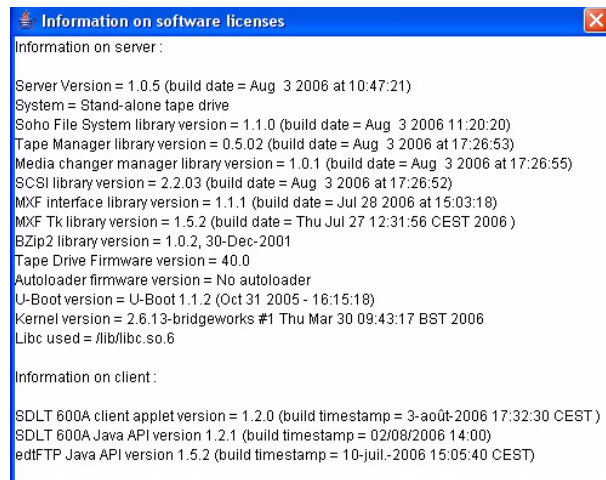 Information on software licenses
Information on server :
Server Version = 1.0.5 (build date = Aug  3 2006 at 10:47:21)
System = Stand-alone tape drive
Soho File System library version = 1.1.0 (build date = Aug  3 2006 11:20:20)
Tape Manager library version = 0.5.02 (build date = Aug  3 2006 at 17:26:53)
Media changer manager library version = 1.0.1 (build date = Aug  3 2006 at 17:26:55)
SCSI library version = 2.2.03 (build date = Aug  3 2006 at 17:26:52)
MXF interface library version = 1.1.1 (build date = Jul 28 2006 at 15:03:18)
MXF Tk library version = 1.5.2 (build date = Thu Jul 27 12:31:56 CEST 2006 )
BZip2 library version = 1.0.2, 30-Dec-2001
Tape Drive Firmware version = 40.0
Autoloader firmware version = No autoloader
U-Boot version = U-Boot 1.1.2 (Oct 31 2005 - 16:15:18)
Kernel version = 2.6.13-bridgeworks #1 Thu Mar 30 09:43:17 BST 2006
Libc used = /lib/libc.so.6
Information on client :
SDLT 600A client applet version = 1.2.0 (build timestamp = 3-août-2006 17:32:30 CEST )
SDLT 600A Java API version 1.2.1 (build timestamp = 02/08/2006 14:00)
edtFTP Java API version 1.5.2 (build timestamp = 10-juil.-2006 15:05:40 CEST)